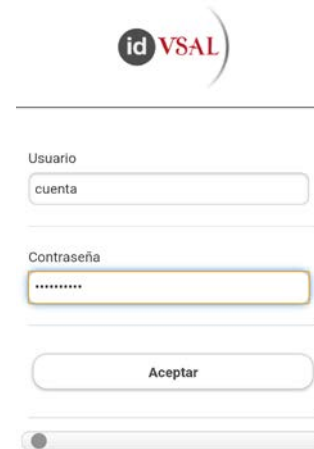 id VSAL
Usuario
cuenta
Contraseña
••••••••••
Aceptar